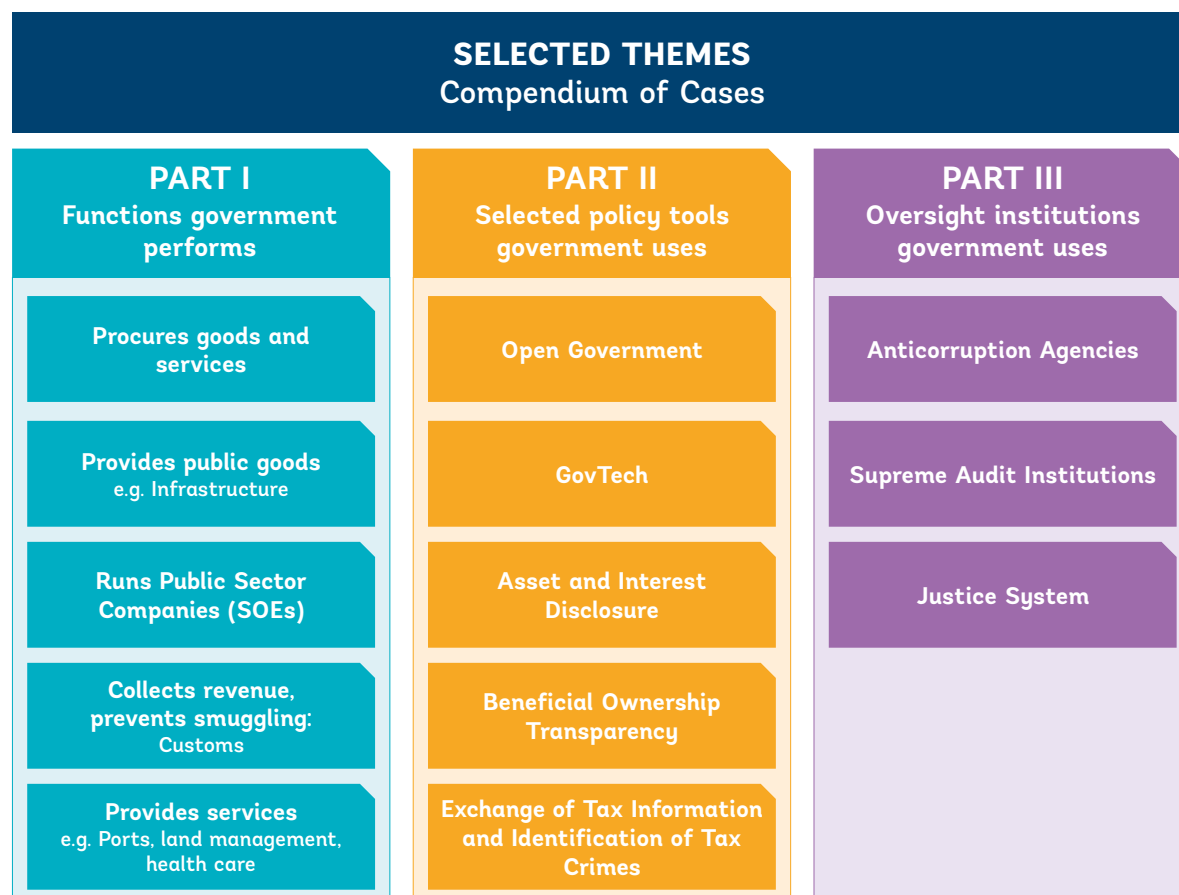 SELECTED THEMES
Compendium of Cases
PART I
Functions government
performs
Procures goods and
services
Provides public goods
e.g. Infrastructure
Runs Public Sector
Companies (SOEs)
Collects revenue,
prevents smuggling:
Customs
Provides services
e.g. Ports, land management,
health care
PART II
Selected policy tools
government uses
Open Government
GovTech
Asset and Interest
Disclosure
Beneficial Ownership
Transparency
Exchange of Tax Information
and Identification of Tax
Crimes
PART III
Oversight institutions
government uses
Anticorruption Agencies
Supreme Audit Institutions
Justice System